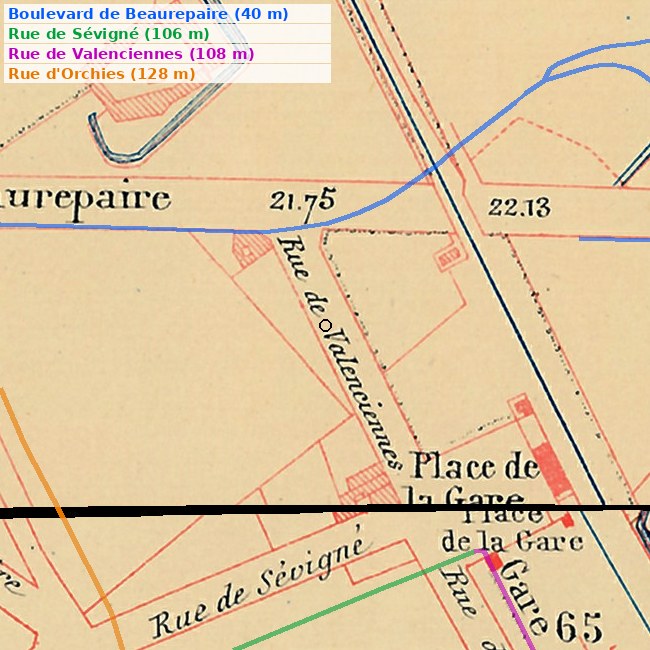 Boulevard de Beaurepaire (40 m)
Rue de Sévigné (106 m)
Rue de Valenciennes (108 m)
Rue d'Orchies (128 m)
aurepaire
21.75
22.13
Rue de Valenciennes
Place de
la Gare
Place
de la Gare
Rue de Sévigné
Rue
Gare 65